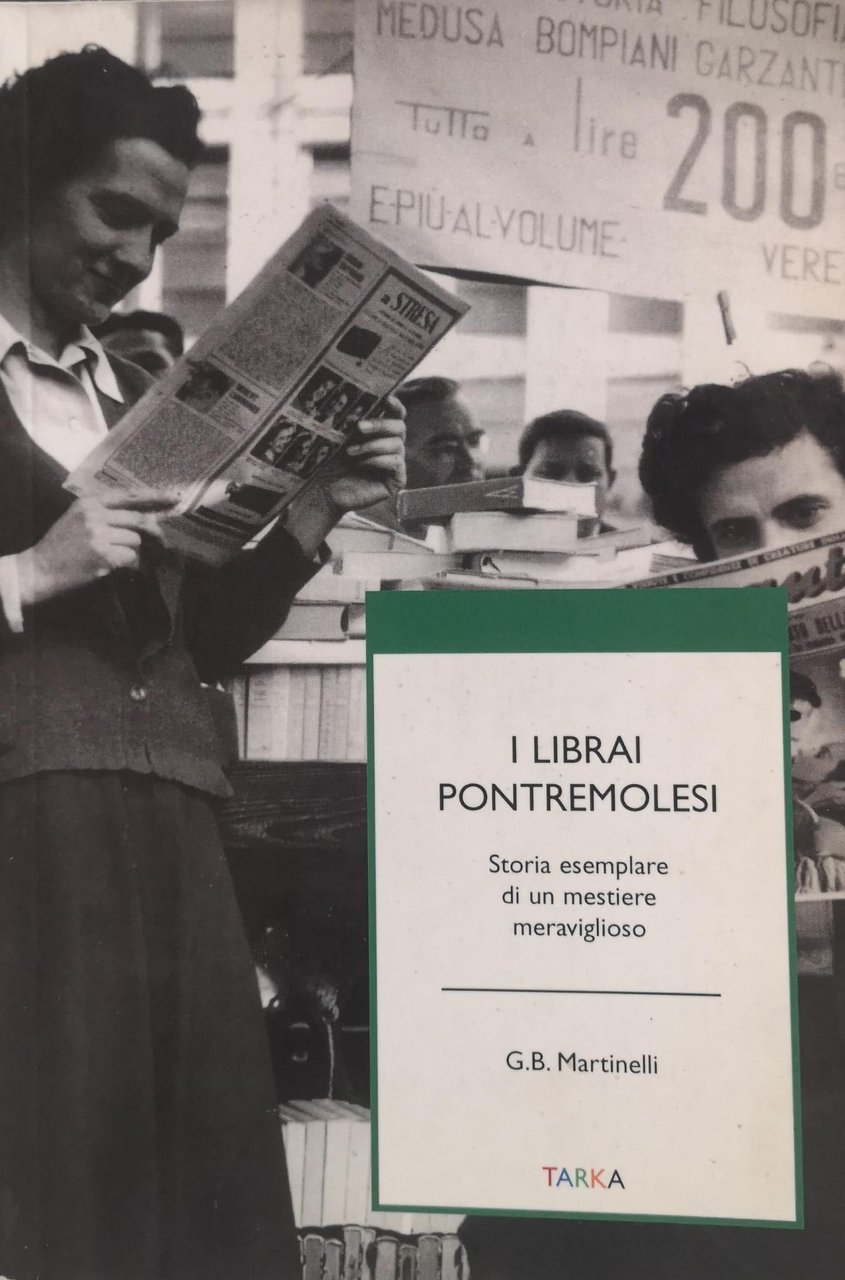 FILOSOFIA
MEDUSA BOMPIANI GARZANTI
Tutto a lire 200
E·PIÙ·AL·VOLUME·
VERE
a STRESA
I LIBRAI
PONTREMOLESI
Storia esemplare
di un mestiere
meraviglioso
G.B. Martinelli
TARKA